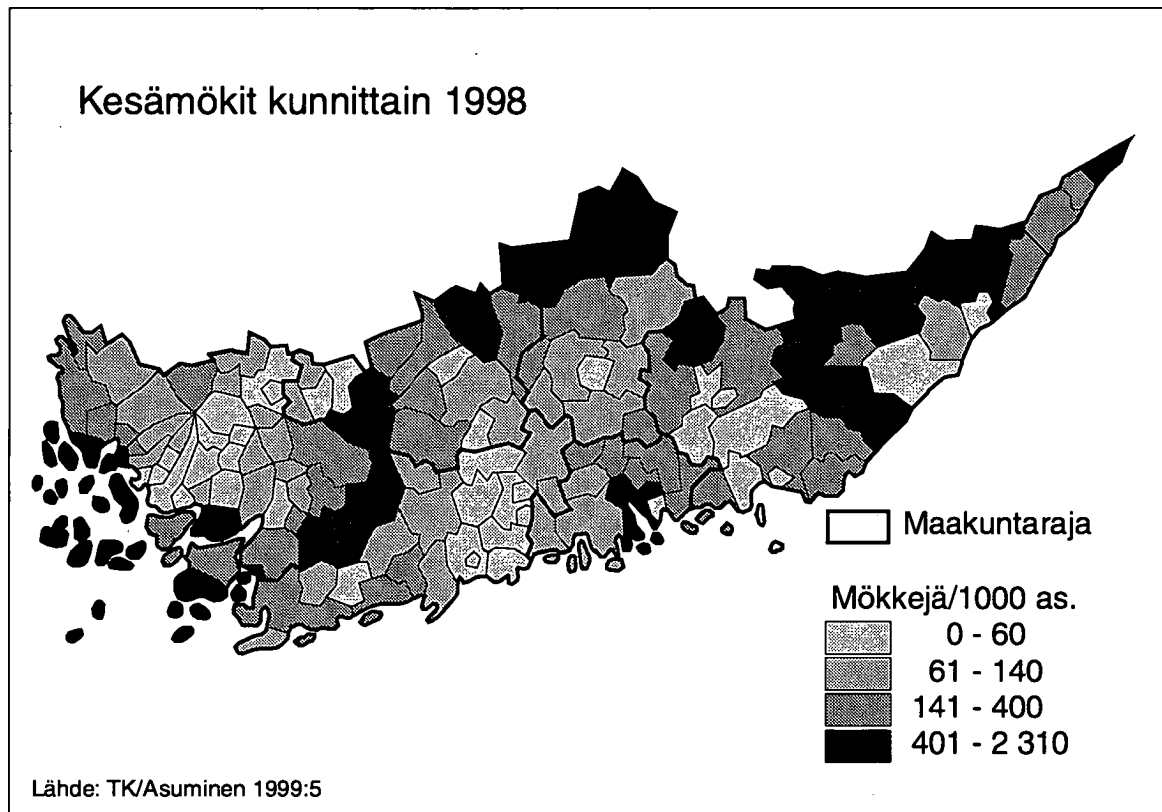 Kesämökit kunnittain 1998
Maakuntaraja
Mökkejä/1000 as.
0 - 60
61 - 140
141 - 400
401 - 2 310
Lähde: TK/Asuminen 1999:5